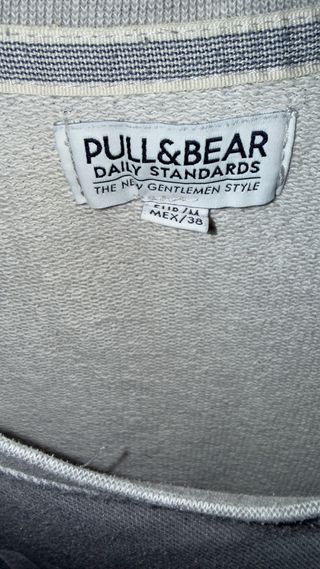 PULL&BEAR
DAILY STANDARDS
THE NEW GENTLEMEN STYLE
EUR/M
MEX/38